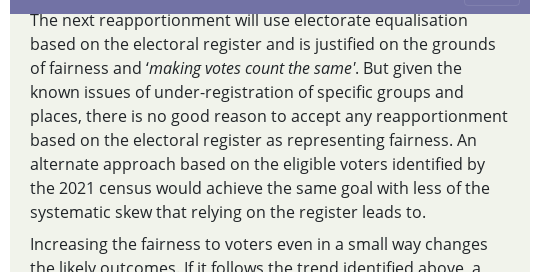 The next reapportionment will use electorate equalisation
based on the electoral register and is justified on the grounds
of fairness and ‘making votes count the same'. But given the
known issues of under-registration of specific groups and
places, there is no good reason to accept any reapportionment
based on the electoral register as representing fairness. An
alternate approach based on the eligible voters identified by
the 2021 census would achieve the same goal with less of the
systematic skew that relying on the register leads to.
Increasing the fairness to voters even in a small way changes
the likely outcomes. If it follows the trend identified above, a